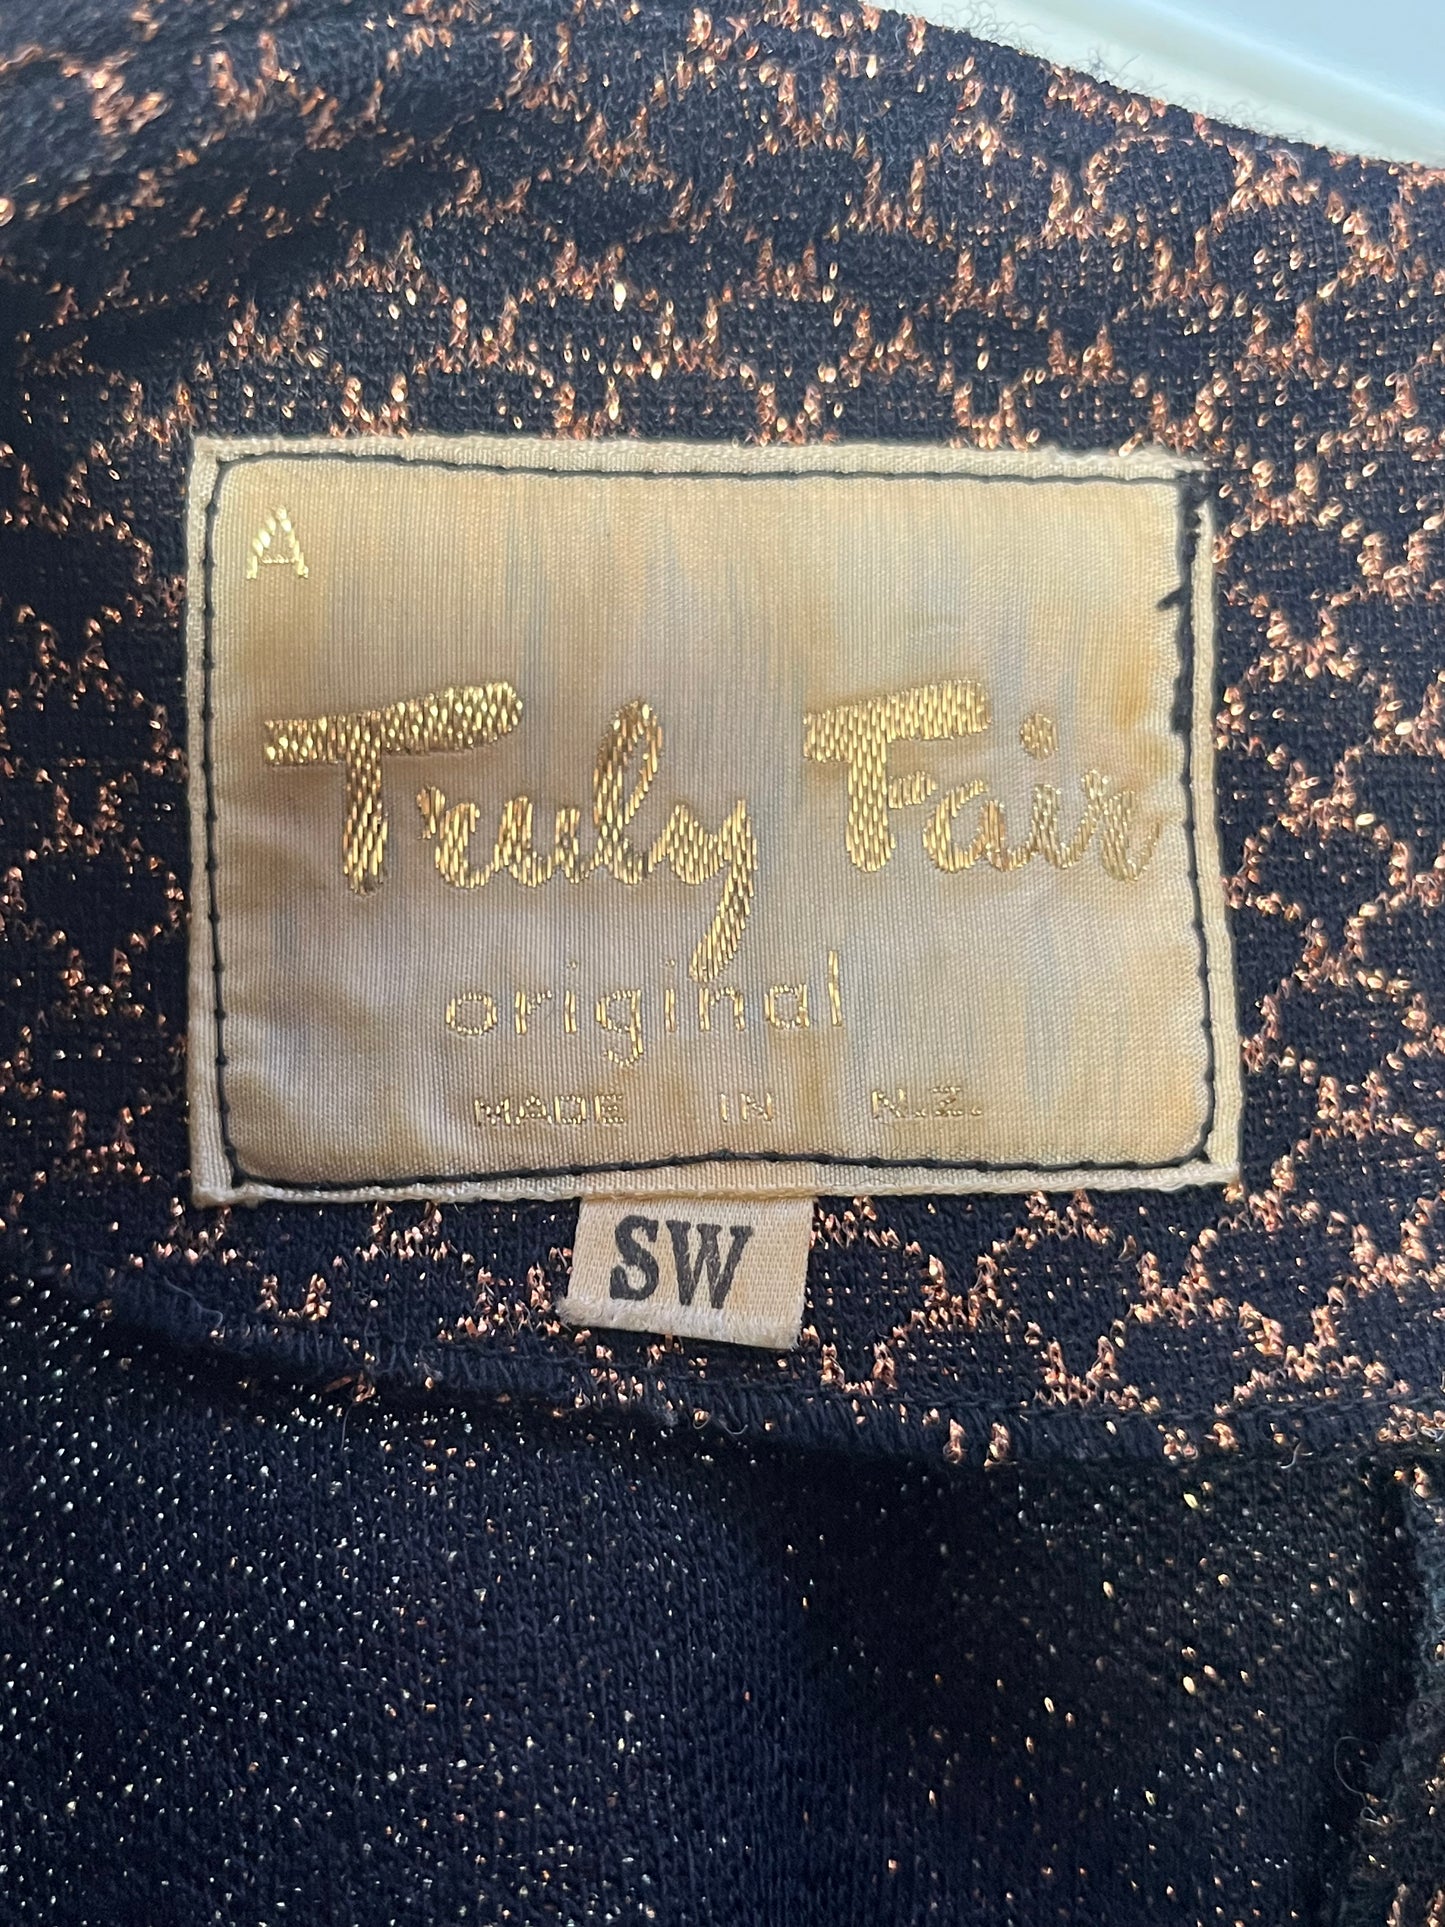 A
Truly Fair
original
MADE IN N.Z.
SW